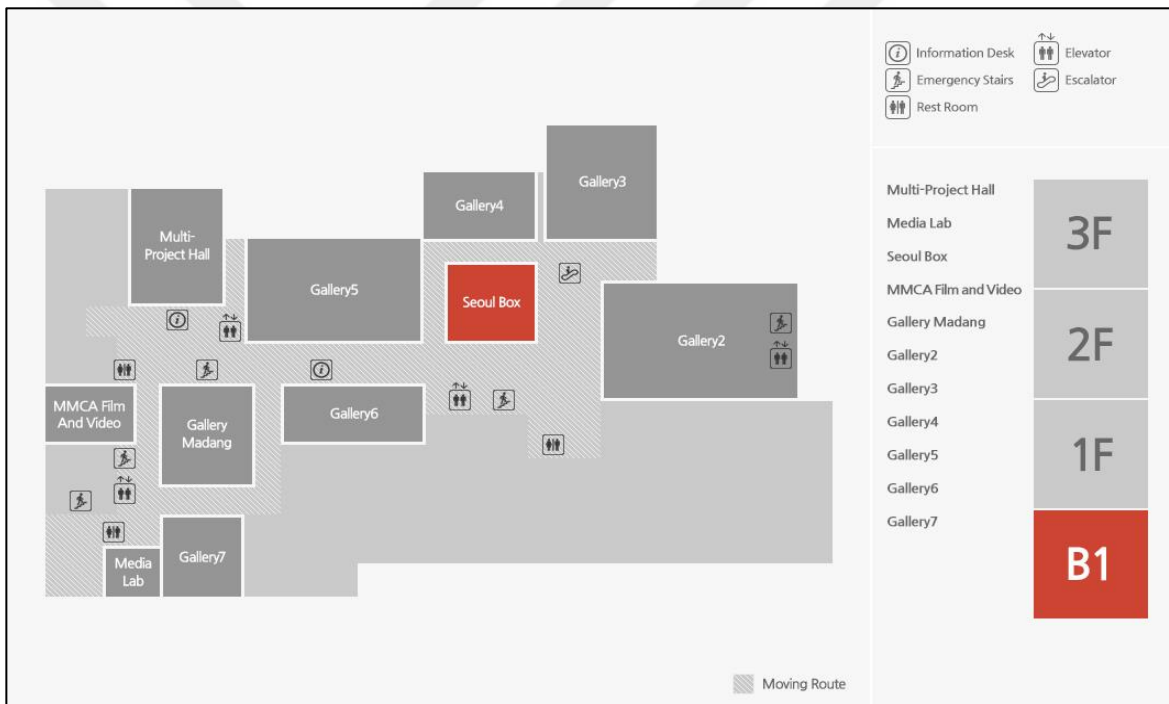 Information Desk
Elevator
Emergency Stairs
Escalator
Rest Room
Gallery3
Gallery4
Multi-
Project Hall
Gallery5
Seoul Box
Gallery2
MMCA Film
And Video
Gallery
Madang
Gallery6
Media
Lab
Gallery7
Moving Route
Multi-Project Hall
Media Lab
Seoul Box
MMCA Film and Video
Gallery Madang
Gallery2
Gallery3
Gallery4
Gallery5
Gallery6
Gallery7
3F
2F
1F
B1